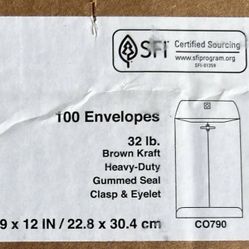 SFI
Certified Sourcing
www.sfiprogram.org
SFI-01359
100 Envelopes
32 lb.
Brown Kraft
Heavy-Duty
Gummed Seal
Clasp & Eyelet
9 x 12 IN / 22.8 x 30.4 cm
CO790